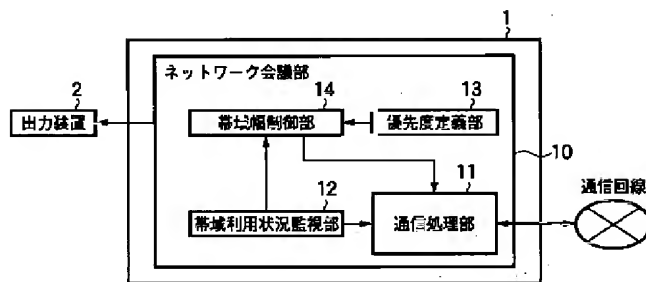 1
ネットワーク会議部
2
14
13
出力装置
帯域幅制御部
優先度定義部
10
11
通信回線
12
帯域利用状況監視部
通信処理部